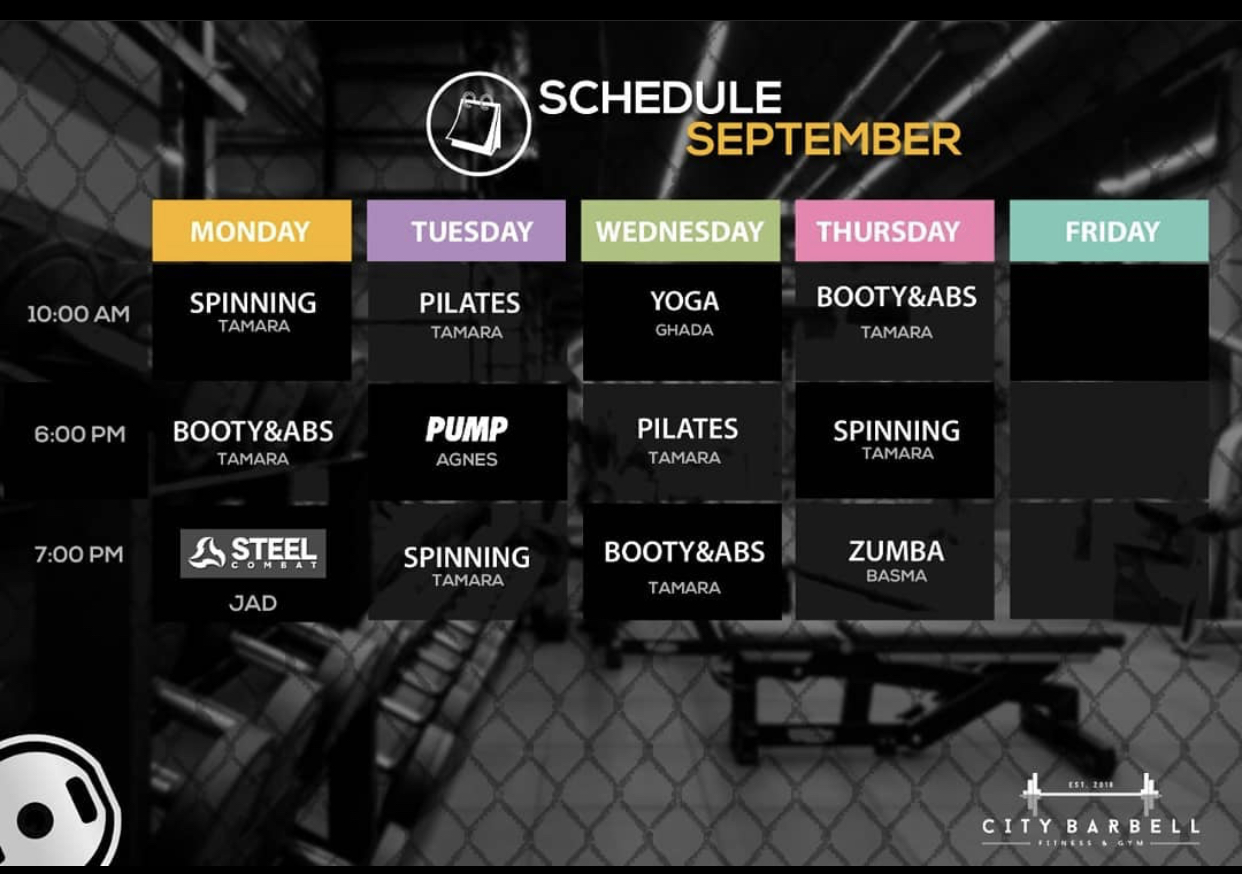 SCHEDULE
SEPTEMBER
MONDAY TUESDAY WEDNESDAY THURSDAY FRIDAY
10:00 AM
SPINNING
TAMARA
PILATES
TAMARA
YOGA
GHADA
BOOTY&ABS
TAMARA
6:00 PM
BOOTY&ABS
TAMARA
PUMP
AGNES
PILATES
TAMARA
SPINNING
TAMARA
7:00 PM
STEEL
COMBAT
JAD
SPINNING
TAMARA
BOOTY&ABS
TAMARA
ZUMBA
BASMA
EST. 2018
CITY BARBELL
FITNESS & GYM